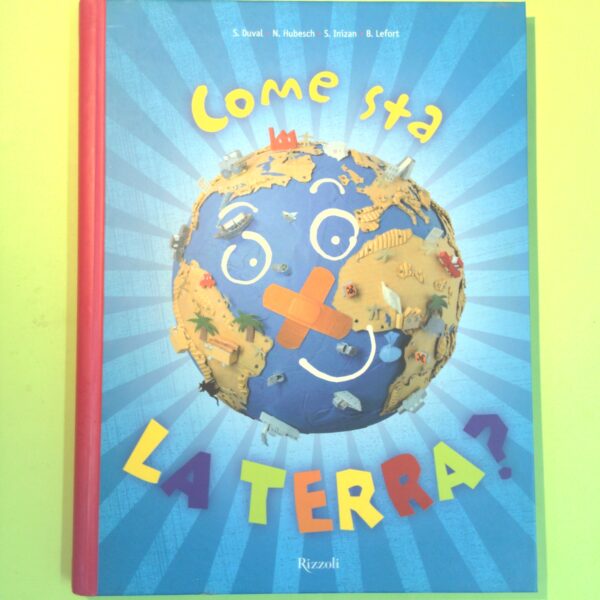 S. Duval N. Hubesch S. Inizan B. Lefort
Come sta
LA TERRA?
Rizzoli